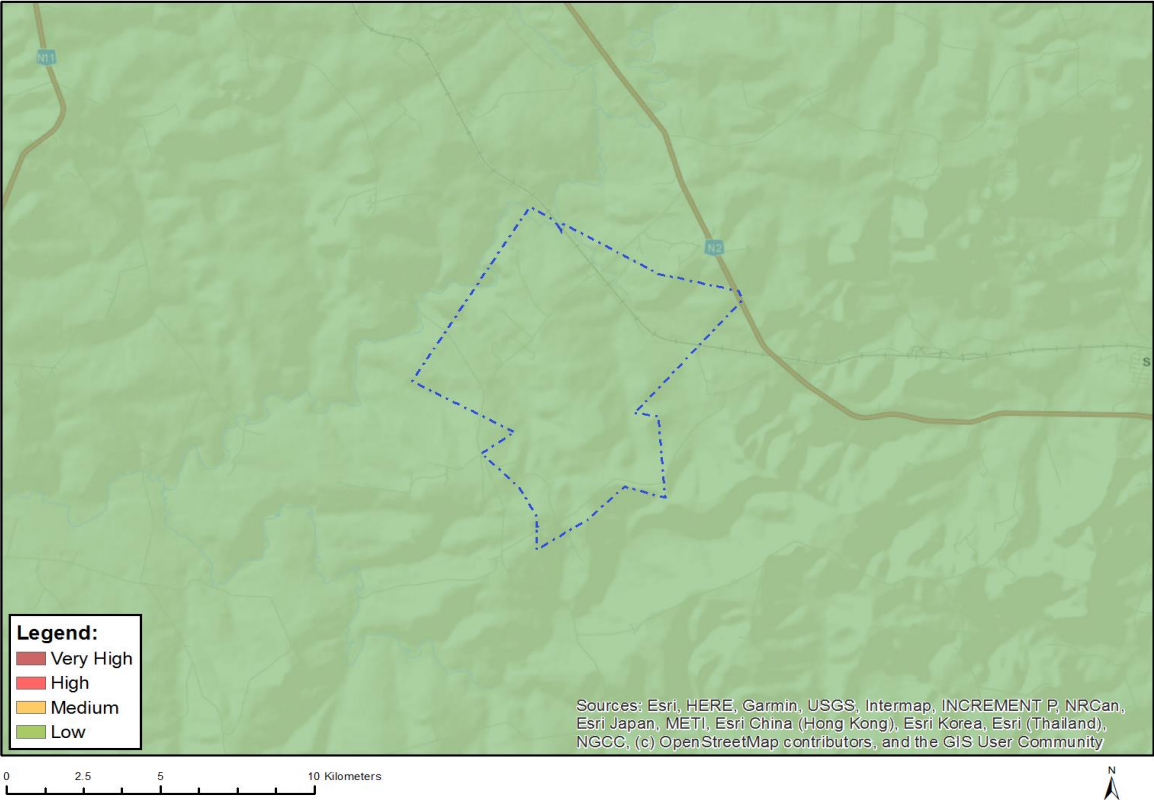 N11
N2
S
Legend:
Very High
High
Medium
Low
Sources: Esri, HERE, Garmin, USGS, Intermap, INCREMENT P, NRCan,
Esri Japan, METI, Esri China (Hong Kong), Esri Korea, Esri (Thailand),
NGCC, (c) OpenStreetMap contributors, and the GIS User Community
0 2.5 5 10 Kilometers
N